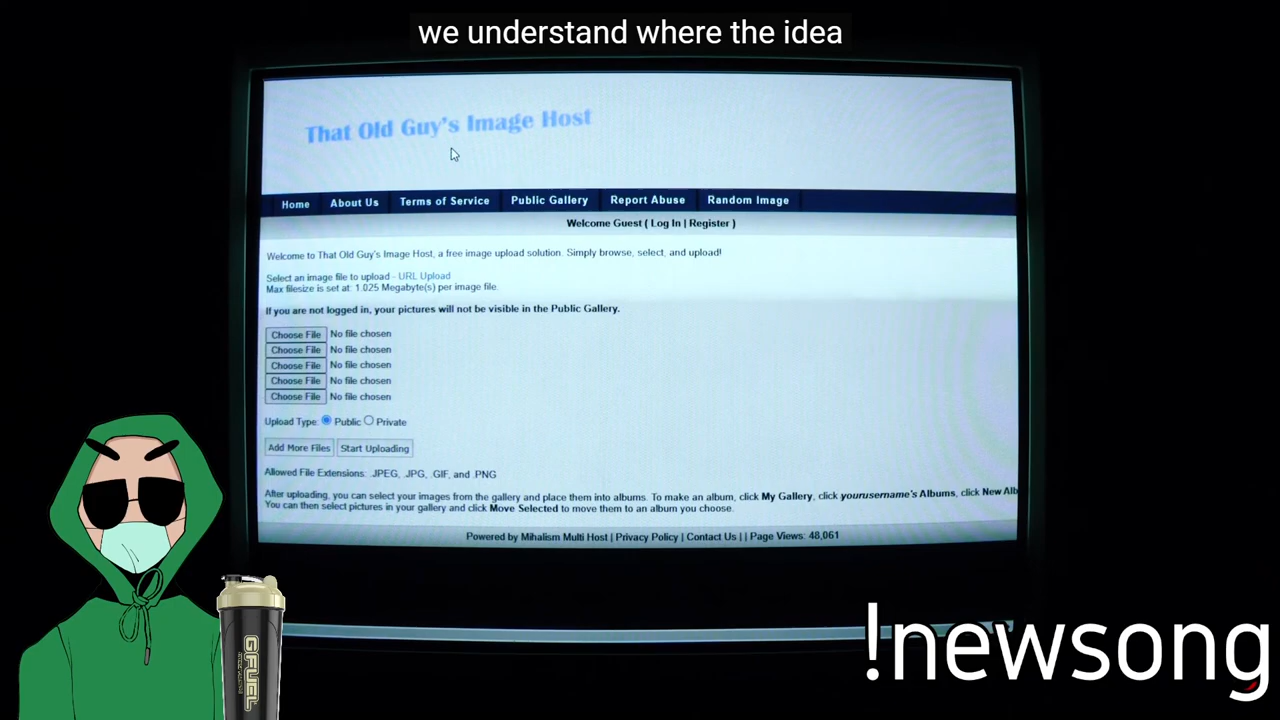 we understand where the idea
That Old Guy's Image Host
Home About Us Terms of Service Public Gallery Report Abuse Random Image
Welcome Guest ( Log In | Register )
Welcome to That Old Guy's Image Host, a free image upload solution. Simply browse, select, and upload!
Select an image file to upload - URL Upload
Max filesize is set at: 1.025 Megabyte(s) per image file.
If you are not logged in, your pictures will not be visible in the Public Gallery.
Choose File No file chosen
Choose File No file chosen
Choose File No file chosen
Choose File No file chosen
Choose File No file chosen
Upload Type: Public Private
Add More Files Start Uploading
Allowed File Extensions: .JPEG, .JPG, .GIF, and .PNG
After uploading, you can select your images from the gallery and place them into albums. To make an album, click My Gallery, click yourusername's Albums, click New Alb
You can then select pictures in your gallery and click Move Selected to move them to an album you choose.
Powered by Mihalism Multi Host | Privacy Policy | Contact Us | | Page Views: 48,061
GFUEL
!newsong